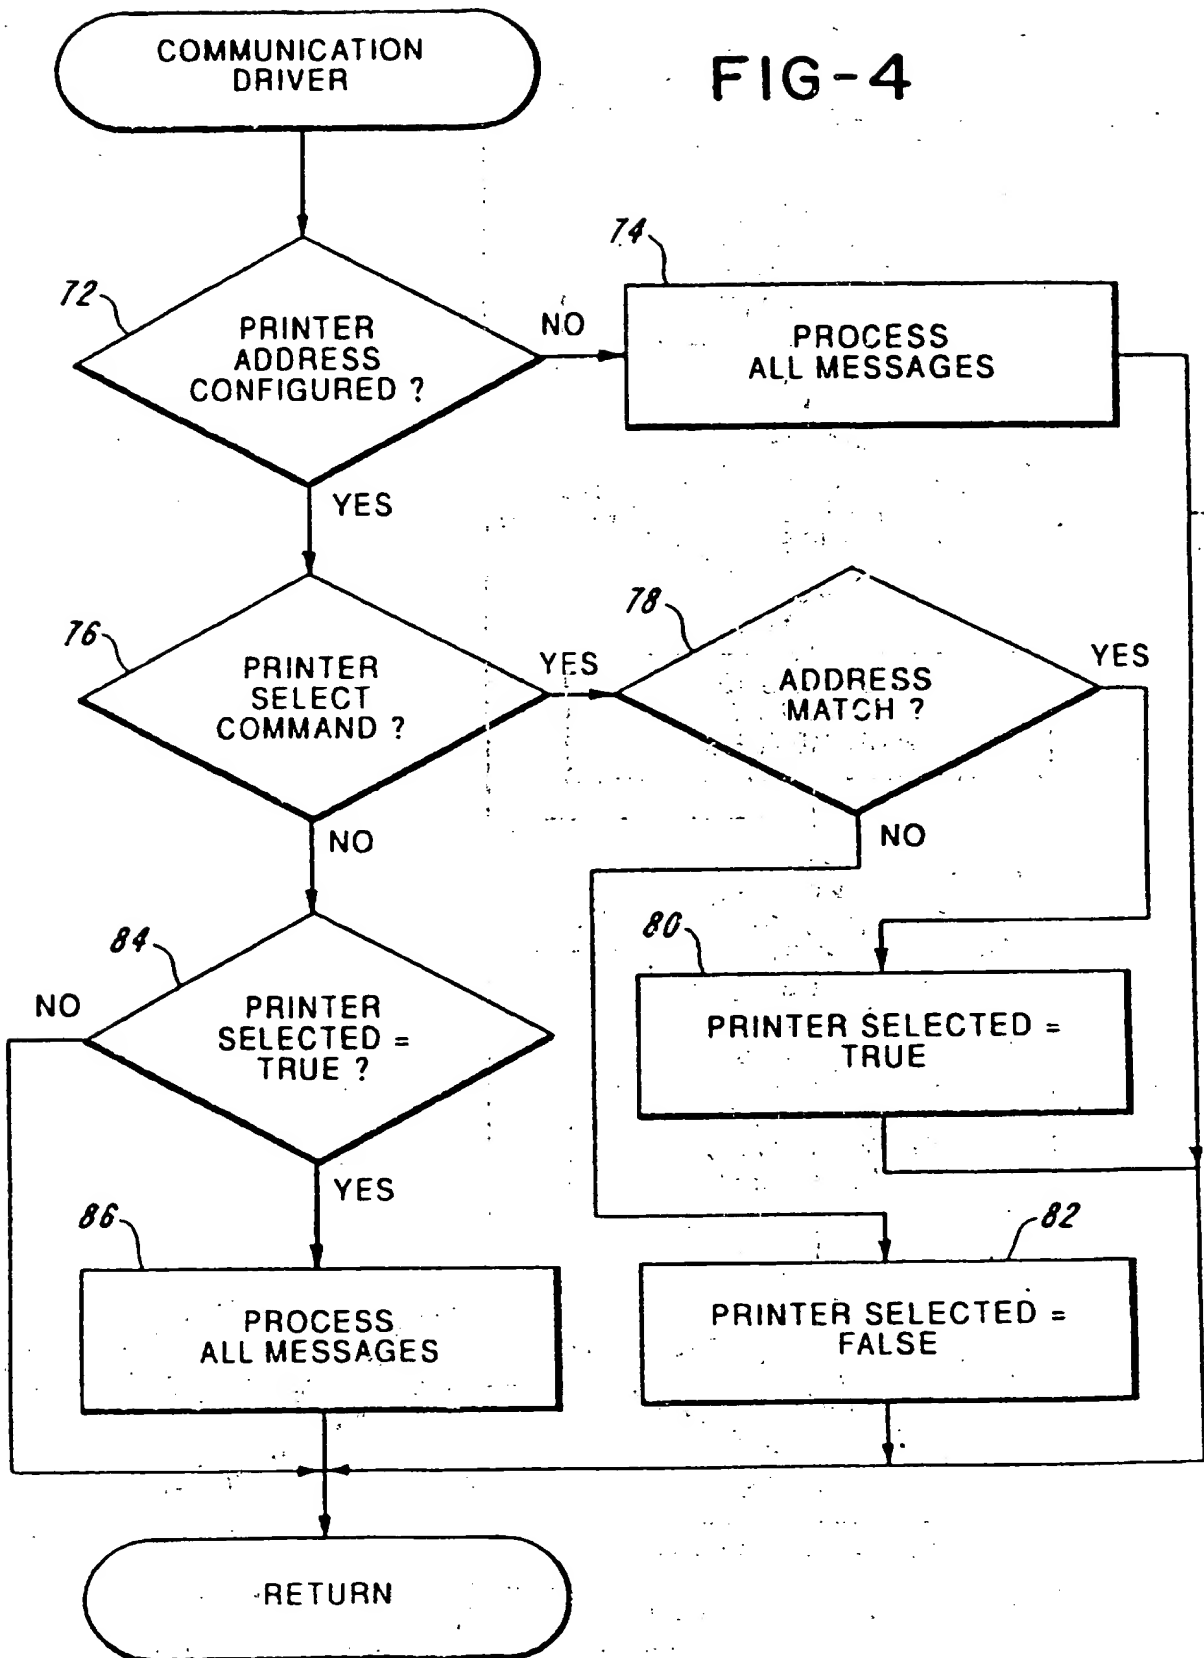 COMMUNICATION
DRIVER
FIG-4
72
PRINTER
ADDRESS
CONFIGURED ?
NO
74
PROCESS
ALL MESSAGES
YES
76
PRINTER
SELECT
COMMAND ?
YES
78
ADDRESS
MATCH ?
YES
NO
NO
84
NO
PRINTER
SELECTED =
TRUE ?
80
PRINTER SELECTED =
TRUE
YES
86
PROCESS
ALL MESSAGES
82
PRINTER SELECTED =
FALSE
RETURN